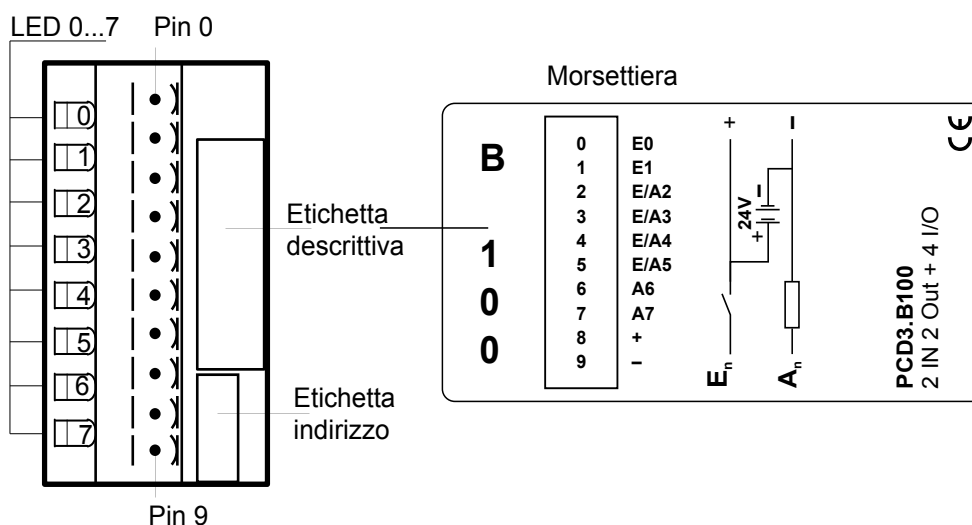 LED 0...7
Pin 0
0
1
2
3
4
5
6
7
Pin 9
Etichetta
descrittiva
Etichetta
indirizzo
Morsettiera
B
1
0
0
0 E0
1 E1
2 E/A2
3 E/A3
4 E/A4
5 E/A5
6 A6
7 A7
8 +
9 –
+ –
24V
+ –
En
An
PCD3.B100
2 IN 2 Out + 4 I/O
CE